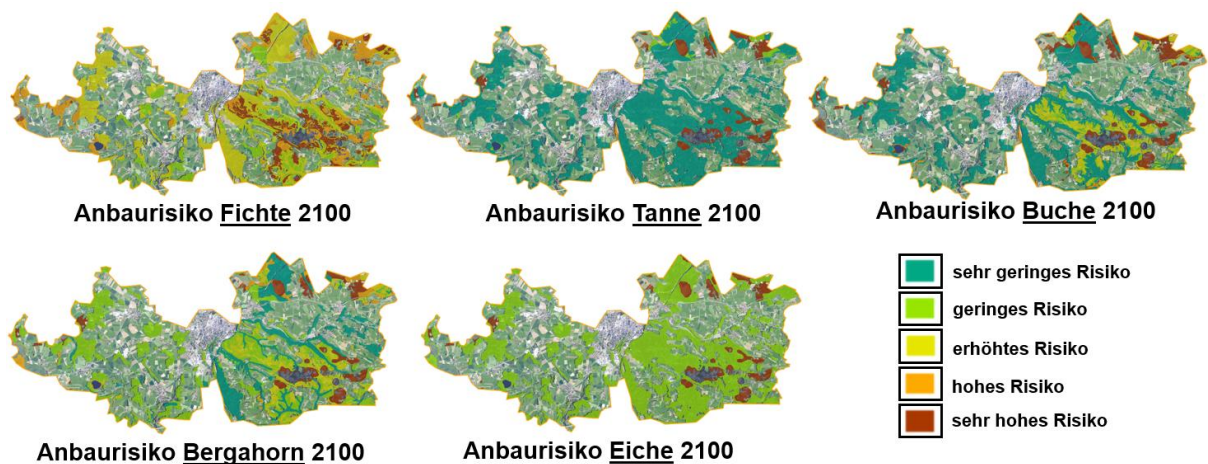 Anbaurisiko Fichte 2100
Anbaurisiko Tanne 2100
Anbaurisiko Buche 2100
Anbaurisiko Bergahorn 2100
Anbaurisiko Eiche 2100
sehr geringes Risiko
geringes Risiko
erhöhtes Risiko
hohes Risiko
sehr hohes Risiko